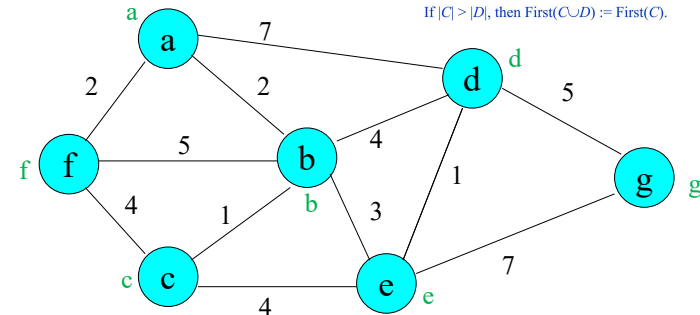 If |C| > |D|, then First(C∪D) := First(C).
a
a
7
d
d
2
2
5
4
f
f
5
b
b
1
g
g
4
1
3
c
c
4
e
e
7